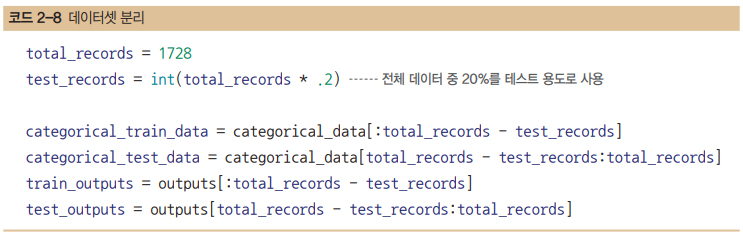 코드 2-8 데이터셋 분리
total_records = 1728
test_records = int(total_records * .2) ------ 전체 데이터 중 20%를 테스트 용도로 사용
categorical_train_data = categorical_data[:total_records - test_records]
categorical_test_data = categorical_data[total_records - test_records:total_records]
train_outputs = outputs[:total_records - test_records]
test_outputs = outputs[total_records - test_records:total_records]